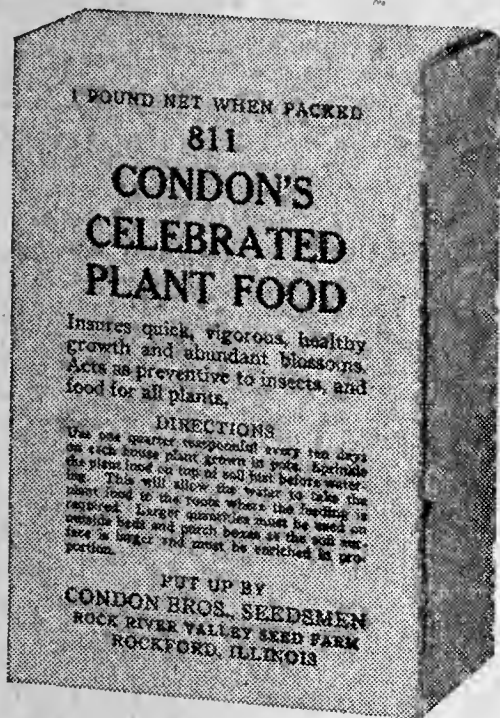 1 POUND NET WHEN PACKED
811
CONDON'S
CELEBRATED
PLANT FOOD
Insures quick, vigorous, healthy
growth and abundant blossoms.
Acts as preventive to insects, and
food for all plants.
DIRECTIONS
Use one quarter teaspoonful every ten days
on each house plant grown in pots. Sprinkle
the plant food on top of soil just before water-
ing. This will allow the water to take the
plant food to the roots where the feeding is
required. Larger quantities must be used on
outside beds and porch boxes as the soil sur-
face is larger and must be enriched in pro-
portion.
PUT UP BY
CONDON BROS., SEEDSMEN
ROCK RIVER VALLEY SEED FARM
ROCKFORD, ILLINOIS